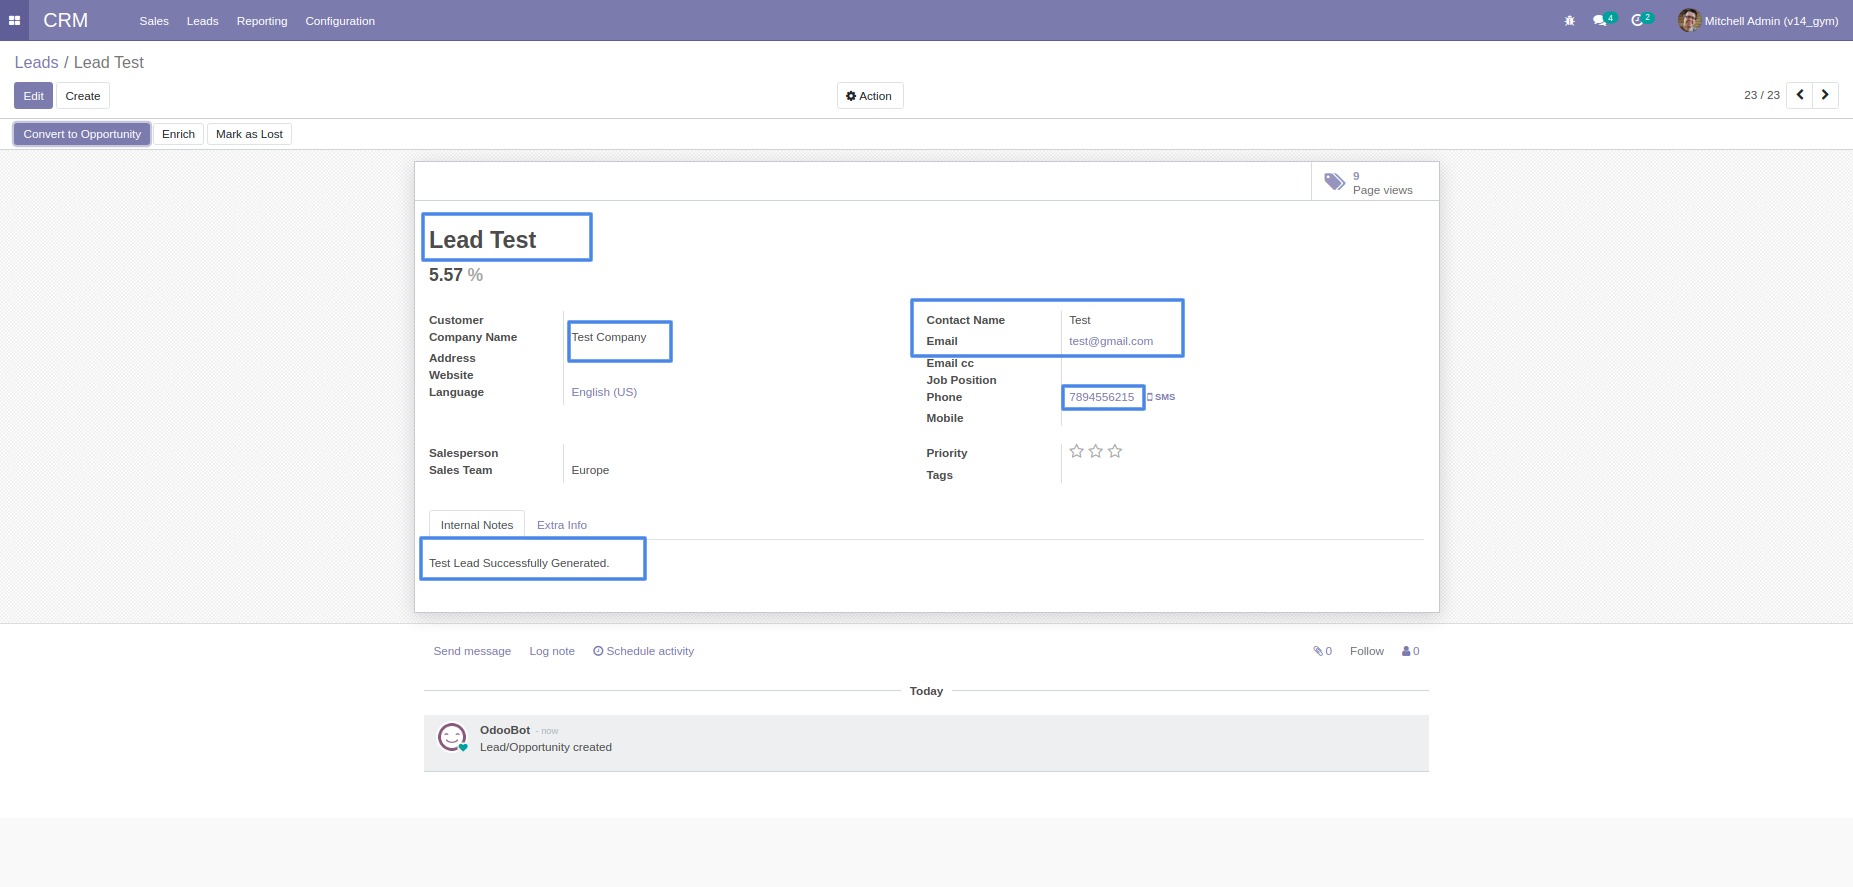 CRM Sales Leads Reporting Configuration 4 2 Mitchell Admin (v14_gym)
Leads / Lead Test
Edit Create Action 23 / 23
Convert to Opportunity Enrich Mark as Lost
9
Page views
Lead Test
5.57 %
Customer
Company Name Test Company
Address
Website
Language English (US)
Contact Name Test
Email test@gmail.com
Email cc
Job Position
Phone 7894556215 SMS
Mobile
Salesperson
Sales Team Europe
Priority
Tags
Internal Notes Extra Info
Test Lead Successfully Generated.
Send message Log note Schedule activity 0 Follow 0
Today
OdooBot - now
Lead/Opportunity created